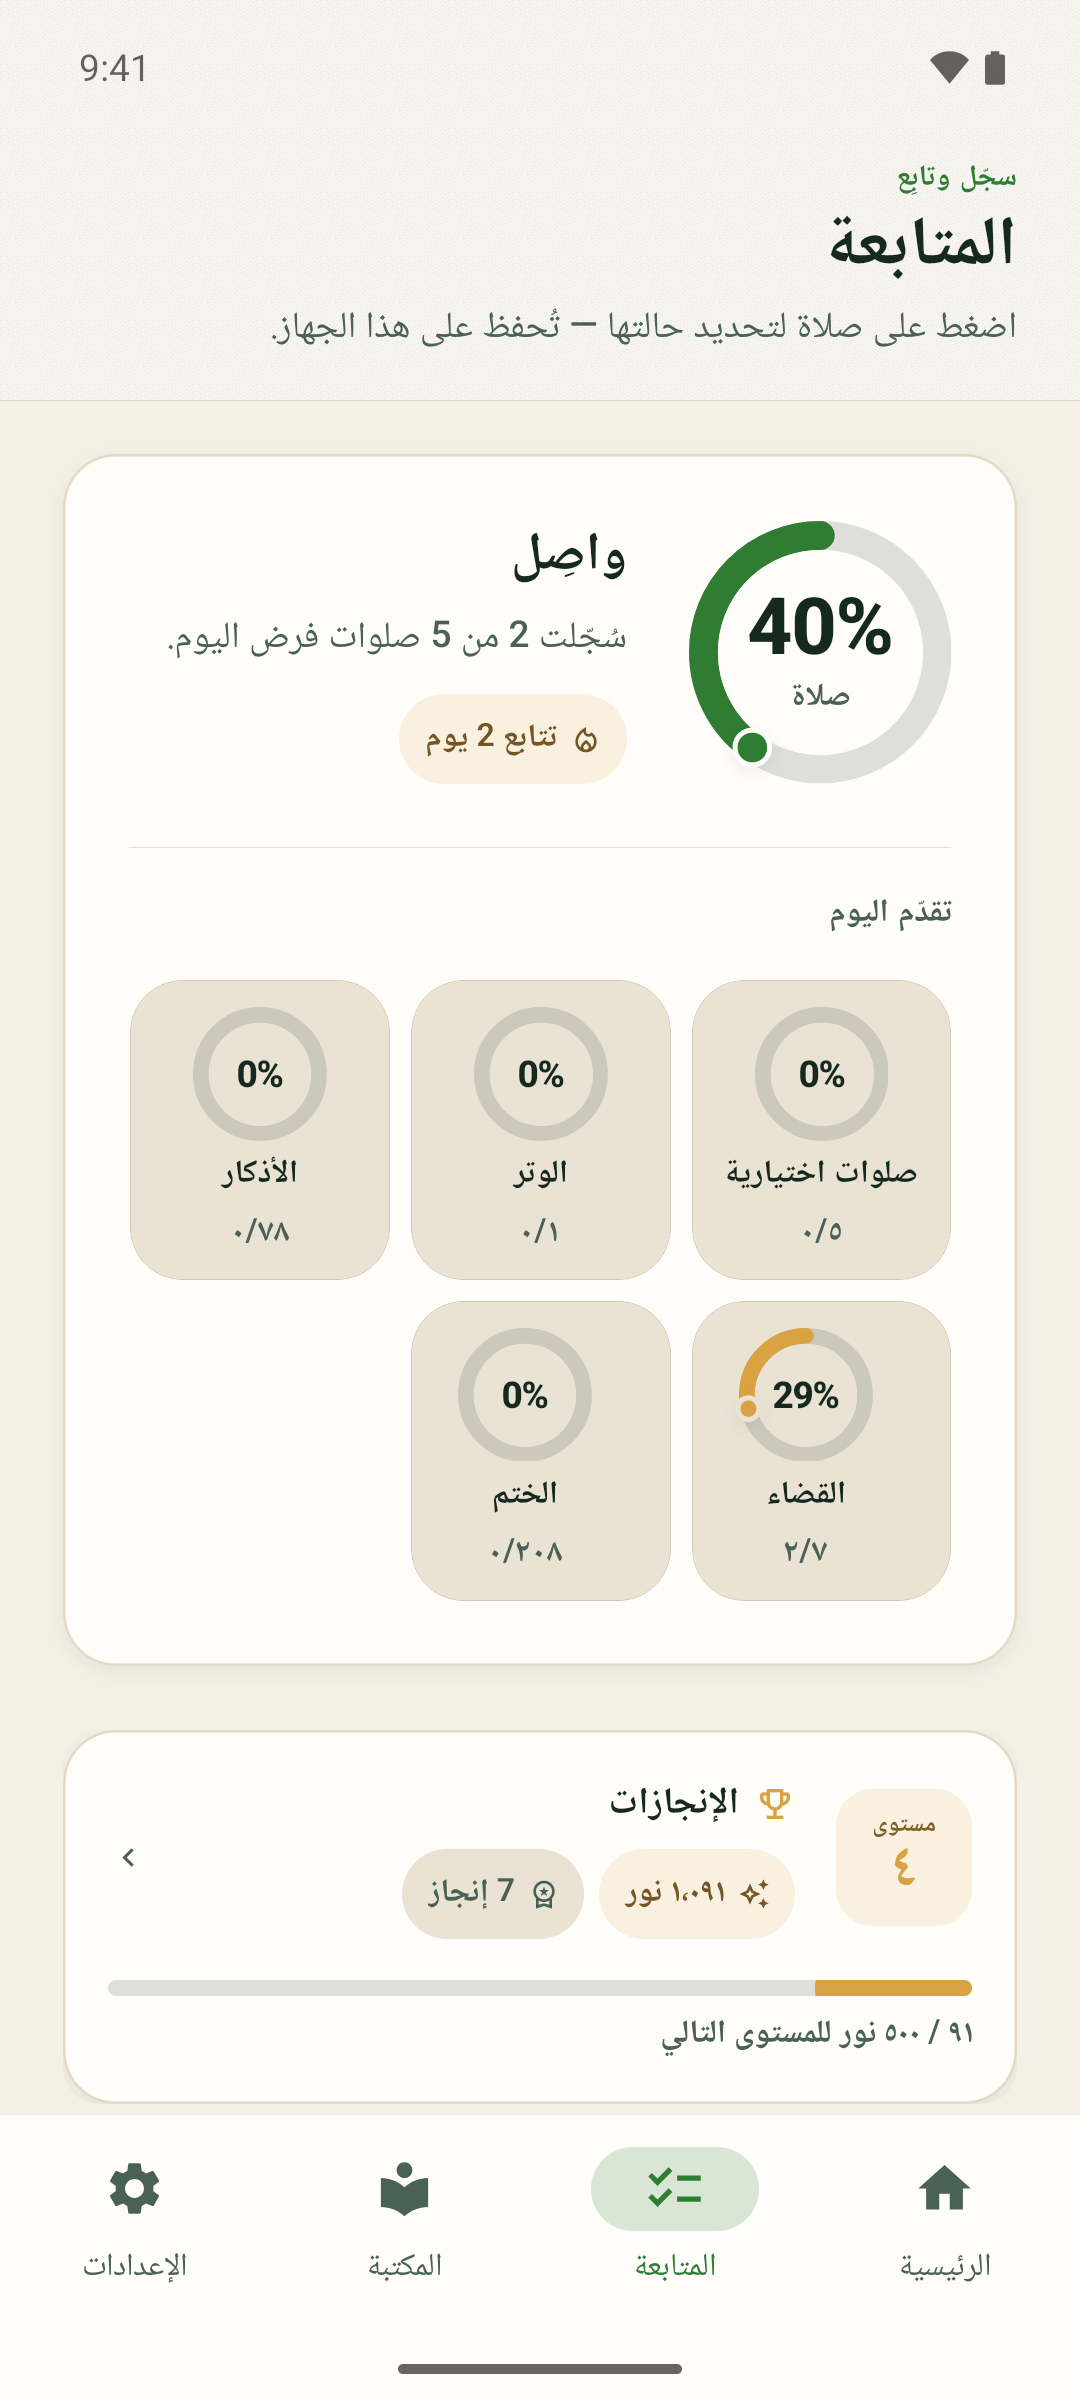 9:41
سجّل وتابِع
المتابعة
اضغط على صلاة لتحديد حالتها — تُحفظ على هذا الجهاز.
40%
صلاة
واصِل
سُجّلت 2 من 5 صلوات فرض اليوم.
تتابع 2 يوم
تقدّم اليوم
0%
صلوات اختيارية
٠/٥
0%
الوتر
٠/١
0%
الأذكار
٠/٧٨
29%
القضاء
٢/٧
0%
الختم
٠/٢٠٨
مستوى
٤
الإنجازات
١،٠٩١ نور
7 إنجاز
٩١ / ٥٠٠ نور للمستوى التالي
الرئيسية
المتابعة
المكتبة
الإعدادات